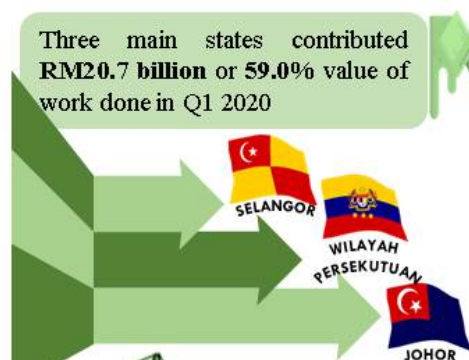 Three main states contributed
RM20.7 billion or 59.0% value of
work done in Q1 2020
SELANGOR
WILAYAH
PERSEKUTUAN
JOHOR